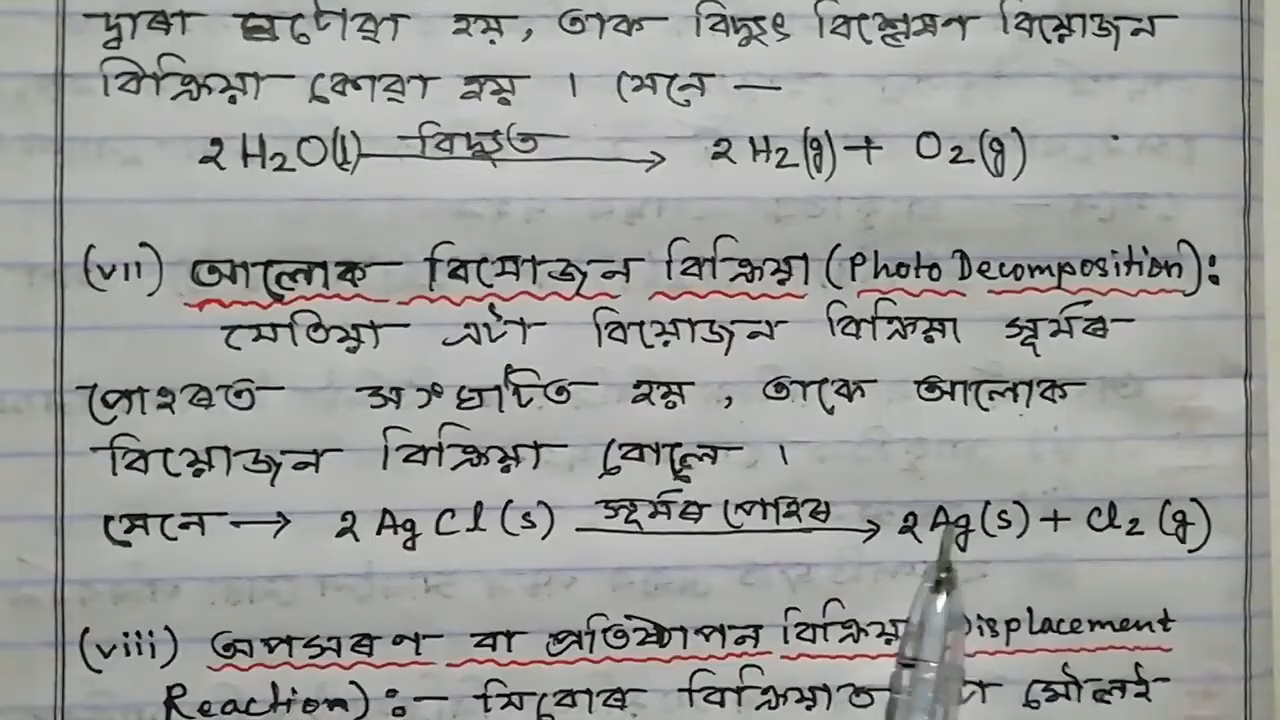 দ্বাৰা ঘটোৱা হয়, তাক বিদ্যুৎ বিশ্লেষণ বিয়োজন
বিক্ৰিয়া কোৱা হয় । যেনে —
2H₂O(l) —বিদ্যুত→ 2H₂(g) + O₂(g)
(vii) আলোক বিযোজন বিক্ৰিয়া (Photo Decomposition):
যেতিয়া এটা বিয়োজন বিক্ৰিয়া সূৰ্যৰ
পোহৰত সংঘটিত হয়, তাকে আলোক
বিয়োজন বিক্ৰিয়া বোলে ।
যেনে → 2AgCl(s) —সূৰ্যৰ পোহৰ→ 2Ag(s) + Cl₂(g)
(viii) অপসৰণ বা প্ৰতিষ্ঠাপন বিক্ৰিয়া Displacement
Reaction):- যিবোৰ বিক্ৰিয়াত মৌলই